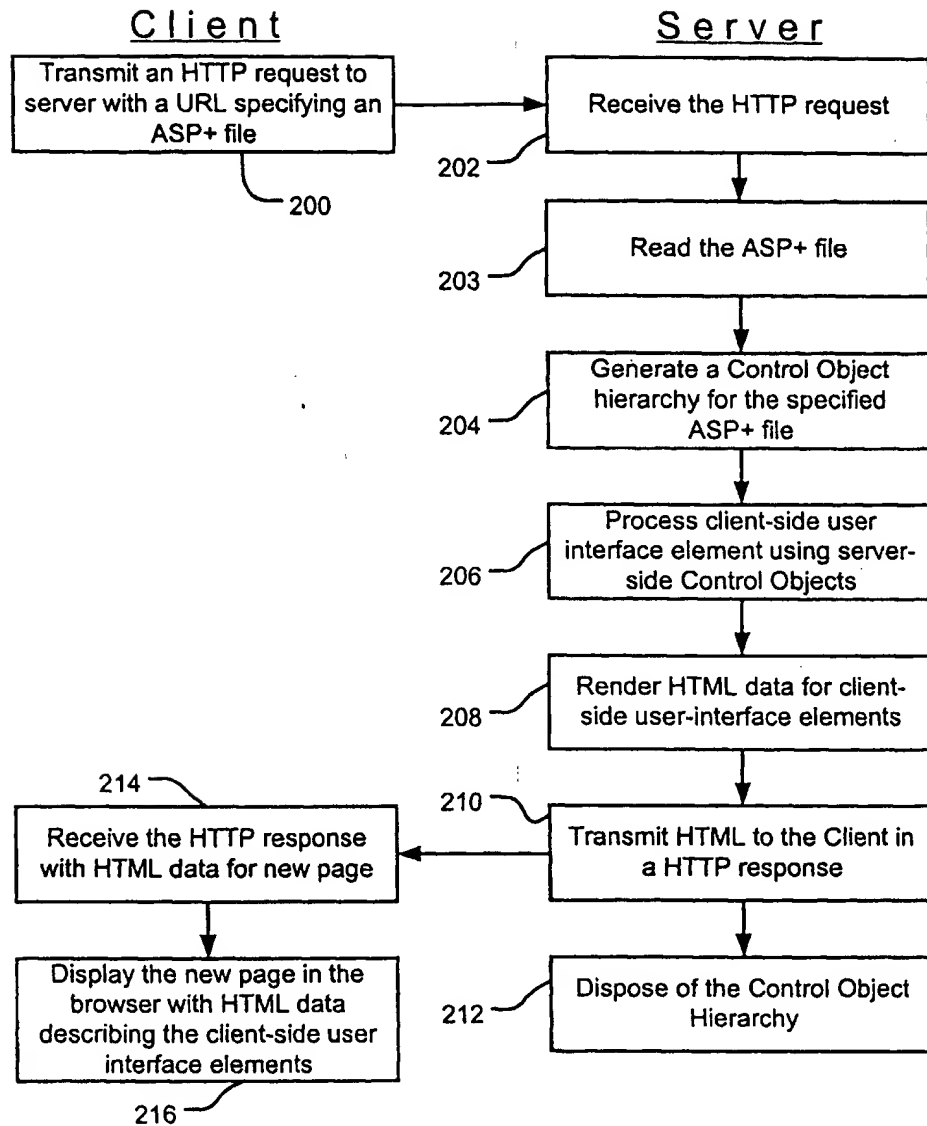 Client
Server
Transmit an HTTP request to
server with a URL specifying an
ASP+ file
200
Receive the HTTP request
202
Read the ASP+ file
203
Generate a Control Object
hierarchy for the specified
ASP+ file
204
Process client-side user
interface element using server-
side Control Objects
206
Render HTML data for client-
side user-interface elements
208
210
Transmit HTML to the Client in
a HTTP response
214
Receive the HTTP response
with HTML data for new page
Dispose of the Control Object
Hierarchy
212
Display the new page in the
browser with HTML data
describing the client-side user
interface elements
216